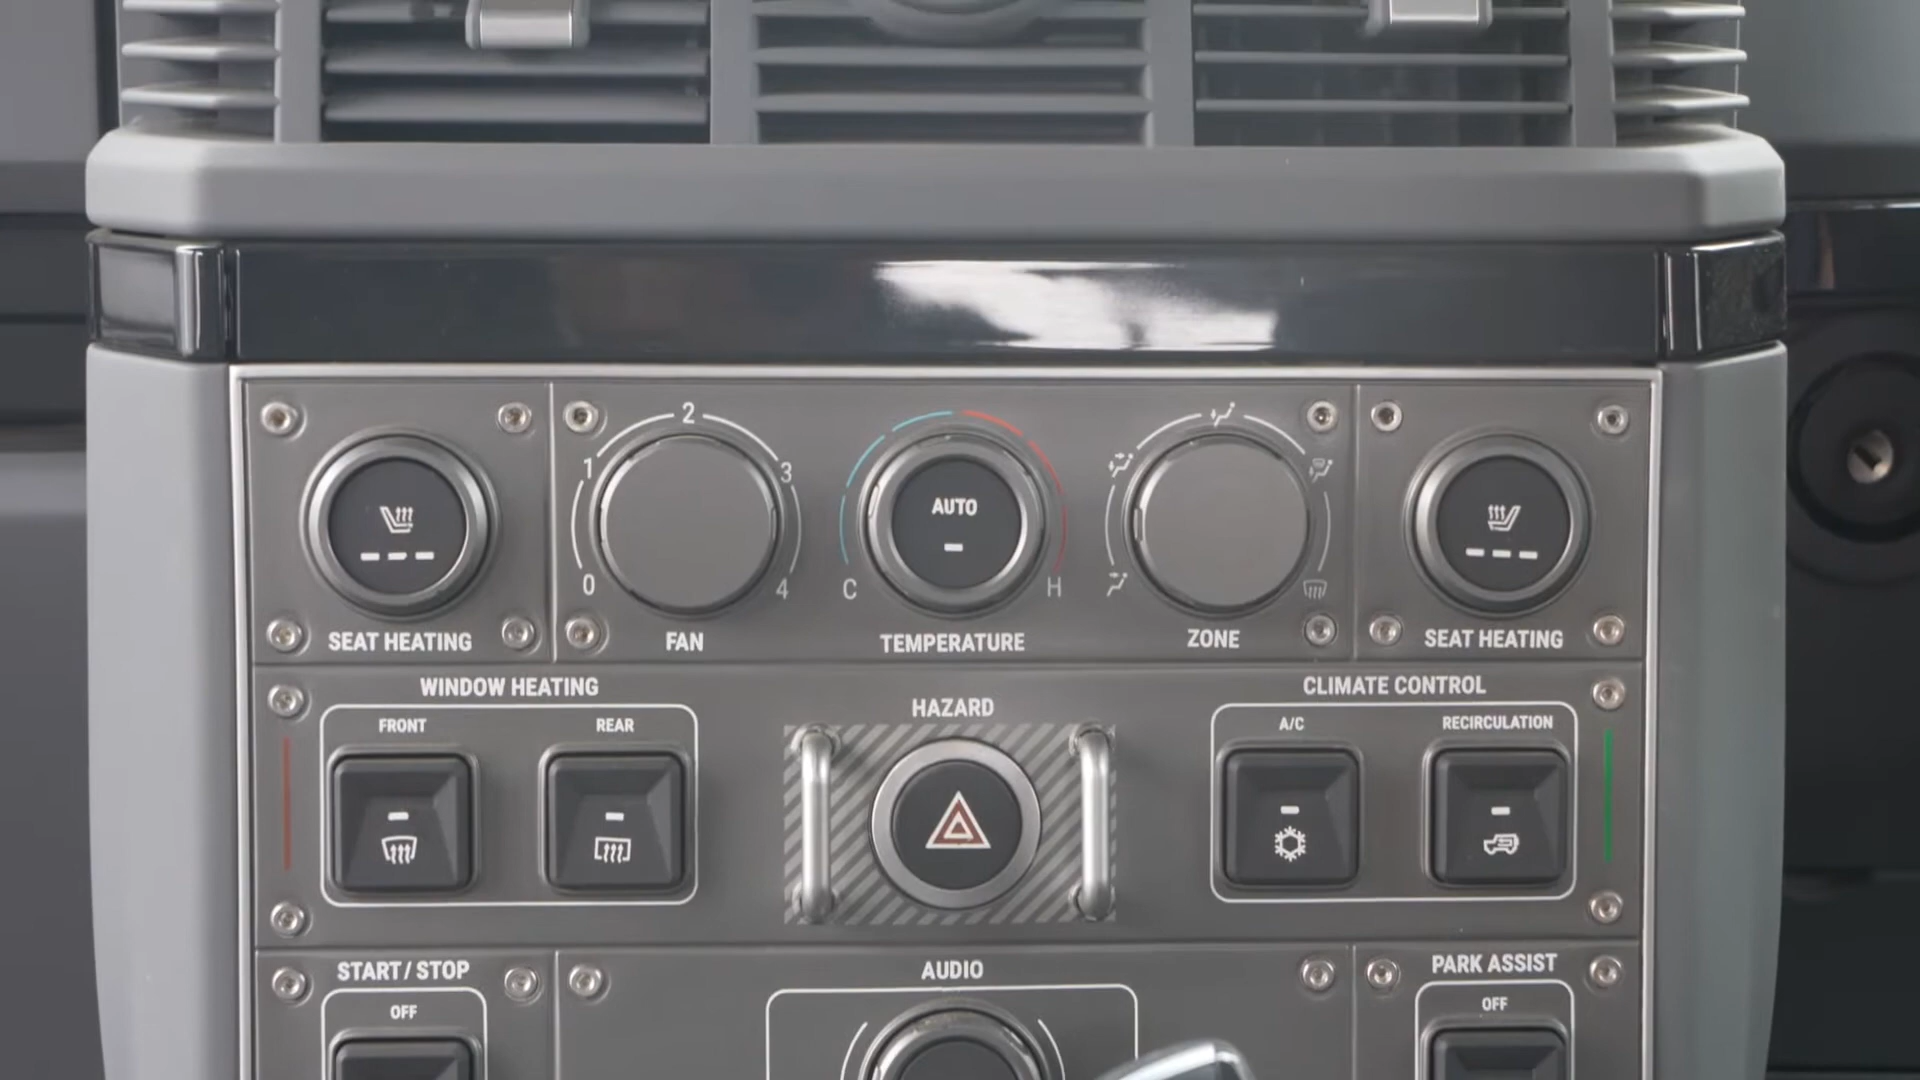 2
1
3
AUTO
0
4
C
H
SEAT HEATING
FAN
TEMPERATURE
ZONE
SEAT HEATING
WINDOW HEATING
FRONT
REAR
HAZARD
CLIMATE CONTROL
A/C
RECIRCULATION
START / STOP
OFF
AUDIO
PARK ASSIST
OFF